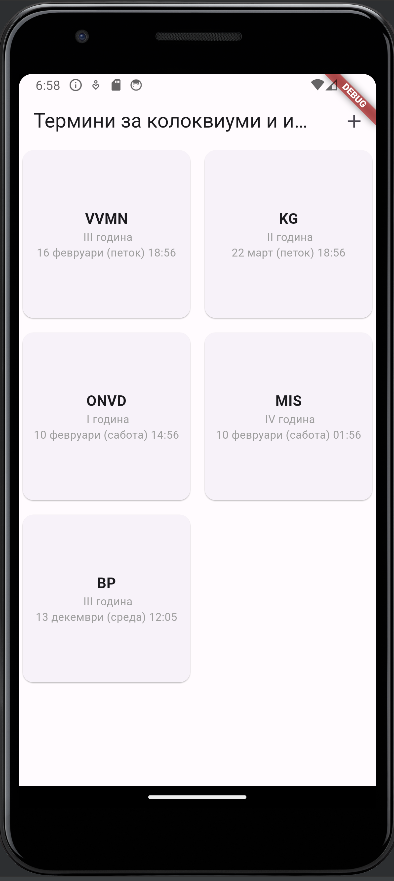 6:58
DEBUG
Термини за колоквиуми и и...
+
VVMN
III година
16 февруари (петок) 18:56
KG
II година
22 март (петок) 18:56
ONVD
I година
10 февруари (сабота) 14:56
MIS
IV година
10 февруари (сабота) 01:56
BP
III година
13 декември (среда) 12:05